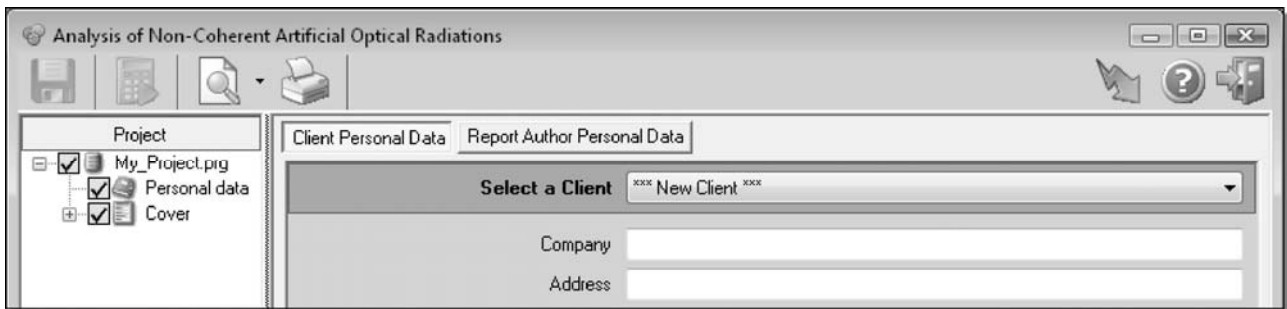 Analysis of Non-Coherent Artificial Optical Radiations
Project
My_Project.prg
Personal data
Cover
Client Personal Data
Report Author Personal Data
Select a Client
*** New Client ***
Company
Address